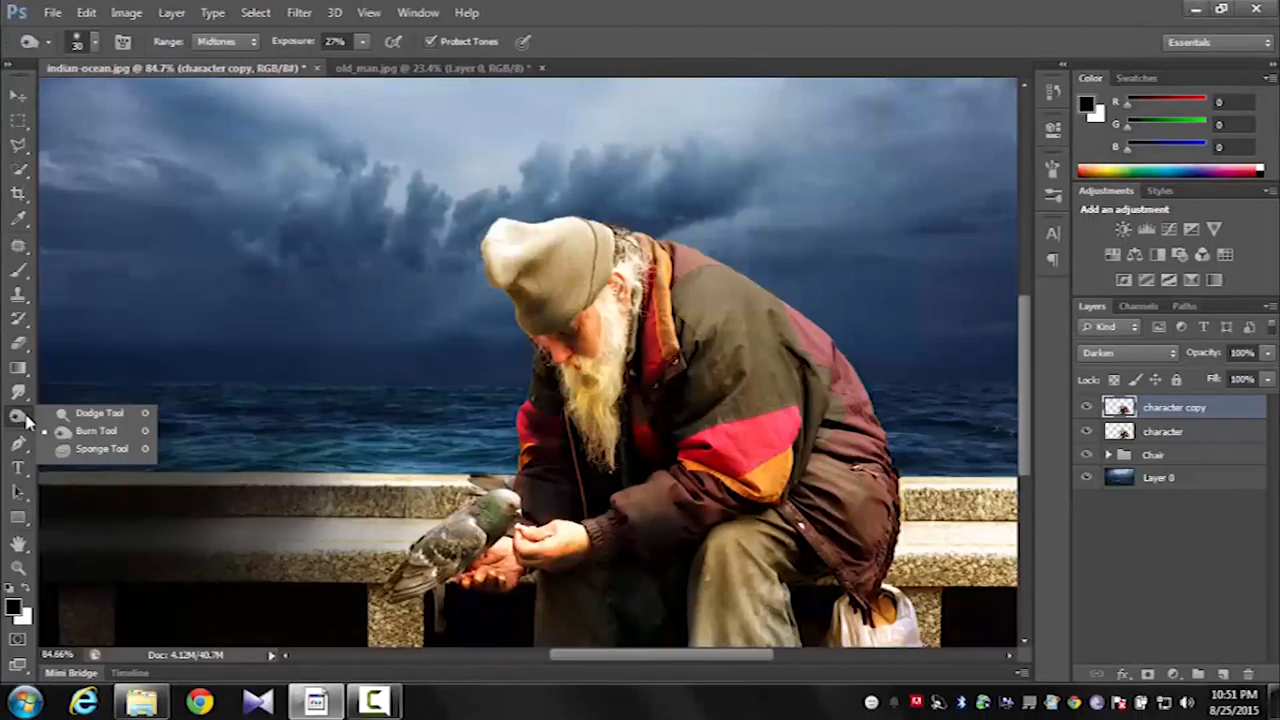 Ps File Edit Image Layer Type Select Filter 3D View Window Help
30 Range: Midtones Exposure: 27% Protect Tones Essentials
indian-ocean.jpg @ 84.7% (character copy, RGB/8#) * × old_man.jpg @ 23.4% (Layer 0, RGB/8) * ×
Color Swatches
R 0
G 0
B 0
Adjustments Styles
Add an adjustment
Layers Channels Paths
Kind
Darken Opacity: 100%
Lock: Fill: 100%
character copy
character
Chair
Layer 0
Dodge Tool O
Burn Tool O
Sponge Tool O
84.66% Doc: 4.12M/40.7M
Mini Bridge Timeline
10:51 PM
8/25/2015